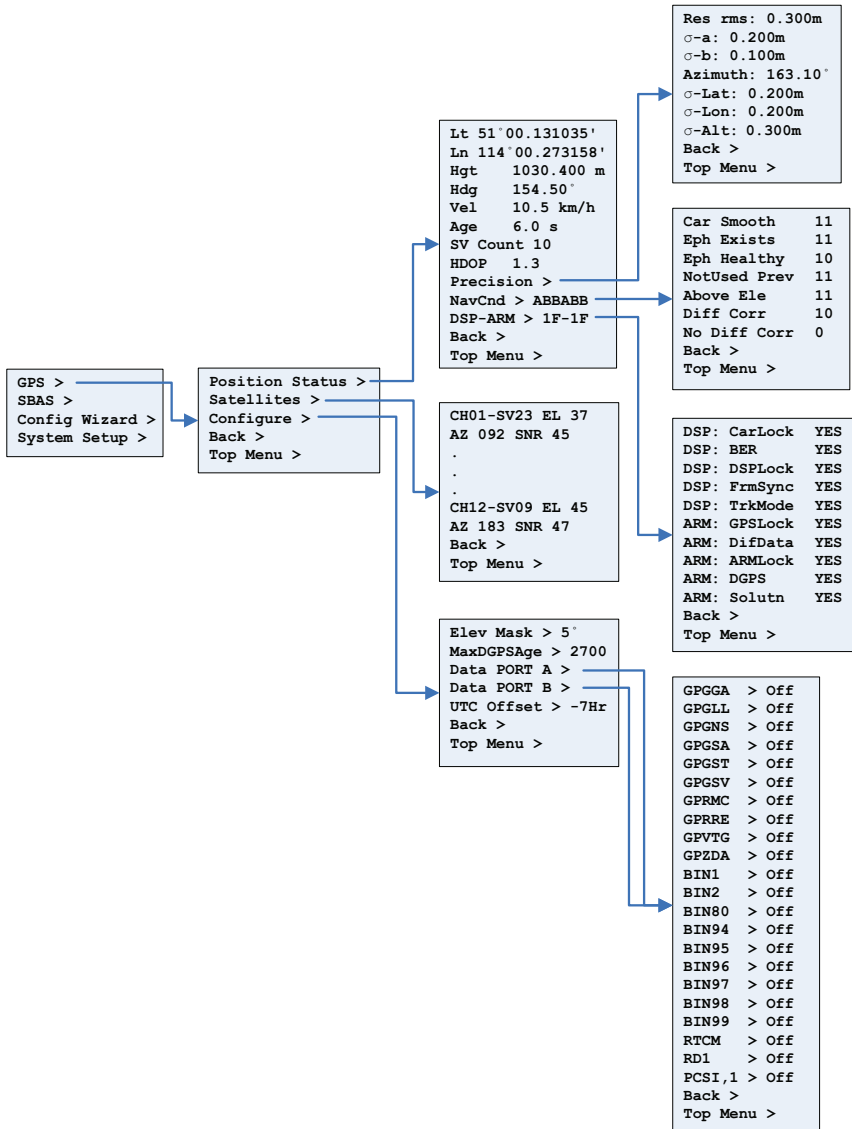 GPS >
SBAS >
Config Wizard >
System Setup >
Position Status >
Satellites >
Configure >
Back >
Top Menu >
Lt 51°00.131035'
Ln 114°00.273158'
Hgt 1030.400 m
Hdg 154.50°
Vel 10.5 km/h
Age 6.0 s
SV Count 10
HDOP 1.3
Precision >
NavCnd > ABBABB
DSP-ARM > 1F-1F
Back >
Top Menu >
CH01-SV23 EL 37
AZ 092 SNR 45
.
.
.
CH12-SV09 EL 45
AZ 183 SNR 47
Back >
Top Menu >
Elev Mask > 5°
MaxDGPSAge > 2700
Data PORT A >
Data PORT B >
UTC Offset > -7Hr
Back >
Top Menu >
Res rms: 0.300m
σ-a: 0.200m
σ-b: 0.100m
Azimuth: 163.10°
σ-Lat: 0.200m
σ-Lon: 0.200m
σ-Alt: 0.300m
Back >
Top Menu >
Car Smooth 11
Eph Exists 11
Eph Healthy 10
NotUsed Prev 11
Above Ele 11
Diff Corr 10
No Diff Corr 0
Back >
Top Menu >
DSP: CarLock YES
DSP: BER YES
DSP: DSPLock YES
DSP: FrmSync YES
DSP: TrkMode YES
ARM: GPSLock YES
ARM: DifData YES
ARM: ARMLock YES
ARM: DGPS YES
ARM: Solutn YES
Back >
Top Menu >
GPGGA > Off
GPGLL > Off
GPGNS > Off
GPGSA > Off
GPGST > Off
GPGSV > Off
GPRMC > Off
GPRRE > Off
GPVTG > Off
GPZDA > Off
BIN1 > Off
BIN2 > Off
BIN80 > Off
BIN94 > Off
BIN95 > Off
BIN96 > Off
BIN97 > Off
BIN98 > Off
BIN99 > Off
RTCM > Off
RD1 > Off
PCSI,1 > Off
Back >
Top Menu >